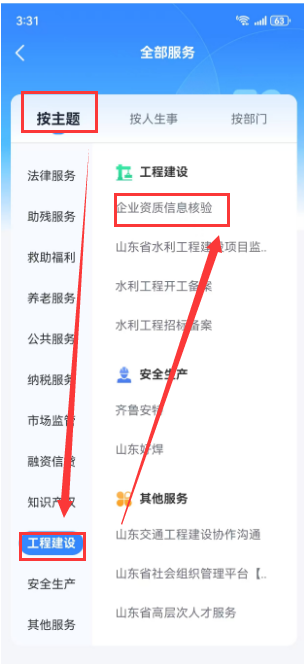 3:31
63
全部服务
按主题
按人生事
按部门
法律服务
助残服务
救助福利
养老服务
公共服务
纳税服务
市场监管
融资信贷
知识产权
工程建设
安全生产
其他服务
工程建设
企业资质信息核验
山东省水利工程建设项目监...
水利工程开工备案
水利工程招标备案
安全生产
齐鲁安特
山东好焊
其他服务
山东交通工程建设协作沟通
山东省社会组织管理平台【...
山东省高层次人才服务